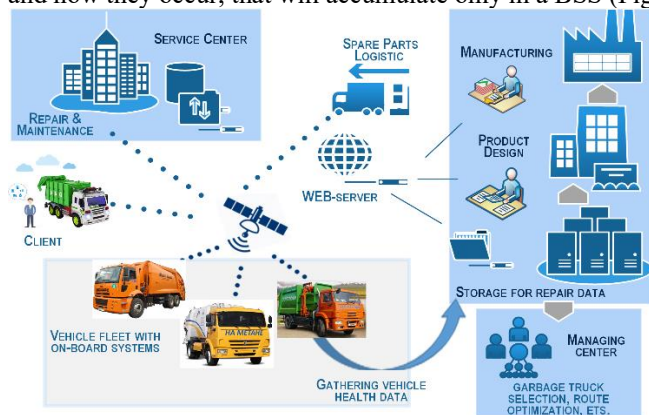 and how they occur, that will accumulate only in a BSS (Fig
SERVICE CENTER
REPAIR &
MAINTENANCE
SPARE PARTS
LOGISTIC
MANUFACTURING
PRODUCT
DESIGN
WEB-SERVER
CLIENT
STORAGE FOR REPAIR DATA
VEHICLE FLEET WITH
ON-BOARD SYSTEMS
НА МЕТАНЕ
GATHERING VEHICLE
HEALTH DATA
MANAGING
CENTER
GARBAGE TRUCK
SELECTION, ROUTE
OPTIMIZATION, ETS.